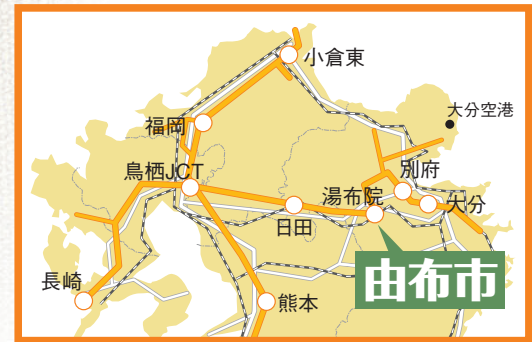 小倉東
大分空港
福岡
鳥栖JCT
別府
湯布院
大分
日田
由布市
長崎
熊本